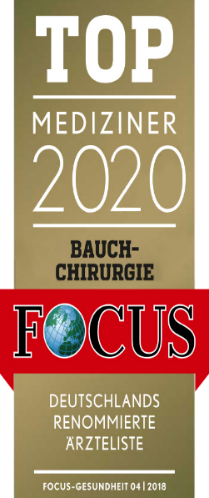 TOP
MEDIZINER
2020
BAUCH-
CHIRURGIE
FOCUS
DEUTSCHLANDS
RENOMMIERTE
ÄRZTELISTE
FOCUS-GESUNDHEIT 04 | 2018